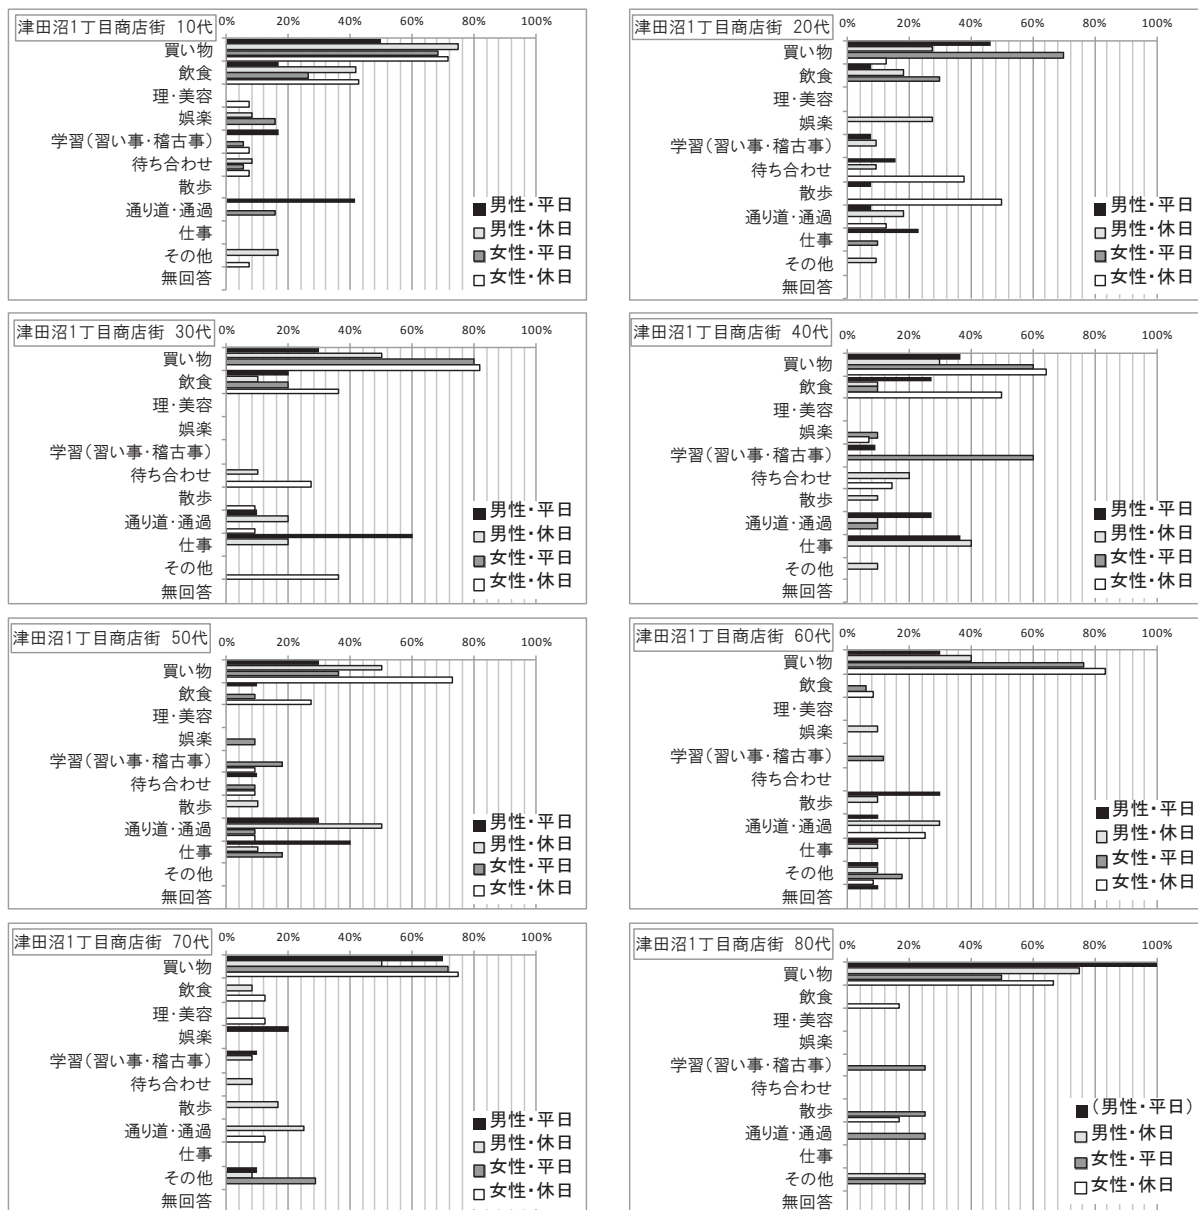 津田沼1丁目商店街 10代
0% 20% 40% 60% 80% 100%
買い物
飲食
理・美容
娯楽
学習(習い事・稽古事)
待ち合わせ
散歩
通り道・通過
仕事
その他
無回答
男性・平日
男性・休日
女性・平日
女性・休日
津田沼1丁目商店街 20代
0% 20% 40% 60% 80% 100%
買い物
飲食
理・美容
娯楽
学習(習い事・稽古事)
待ち合わせ
散歩
通り道・通過
仕事
その他
無回答
男性・平日
男性・休日
女性・平日
女性・休日
津田沼1丁目商店街 30代
0% 20% 40% 60% 80% 100%
買い物
飲食
理・美容
娯楽
学習(習い事・稽古事)
待ち合わせ
散歩
通り道・通過
仕事
その他
無回答
男性・平日
男性・休日
女性・平日
女性・休日
津田沼1丁目商店街 40代
0% 20% 40% 60% 80% 100%
買い物
飲食
理・美容
娯楽
学習(習い事・稽古事)
待ち合わせ
散歩
通り道・通過
仕事
その他
無回答
男性・平日
男性・休日
女性・平日
女性・休日
津田沼1丁目商店街 50代
0% 20% 40% 60% 80% 100%
買い物
飲食
理・美容
娯楽
学習(習い事・稽古事)
待ち合わせ
散歩
通り道・通過
仕事
その他
無回答
男性・平日
男性・休日
女性・平日
女性・休日
津田沼1丁目商店街 60代
0% 20% 40% 60% 80% 100%
買い物
飲食
理・美容
娯楽
学習(習い事・稽古事)
待ち合わせ
散歩
通り道・通過
仕事
その他
無回答
男性・平日
男性・休日
女性・平日
女性・休日
津田沼1丁目商店街 70代
0% 20% 40% 60% 80% 100%
買い物
飲食
理・美容
娯楽
学習(習い事・稽古事)
待ち合わせ
散歩
通り道・通過
仕事
その他
無回答
男性・平日
男性・休日
女性・平日
女性・休日
津田沼1丁目商店街 80代
0% 20% 40% 60% 80% 100%
買い物
飲食
理・美容
娯楽
学習(習い事・稽古事)
待ち合わせ
散歩
通り道・通過
仕事
その他
無回答
(男性・平日)
男性・休日
女性・平日
女性・休日